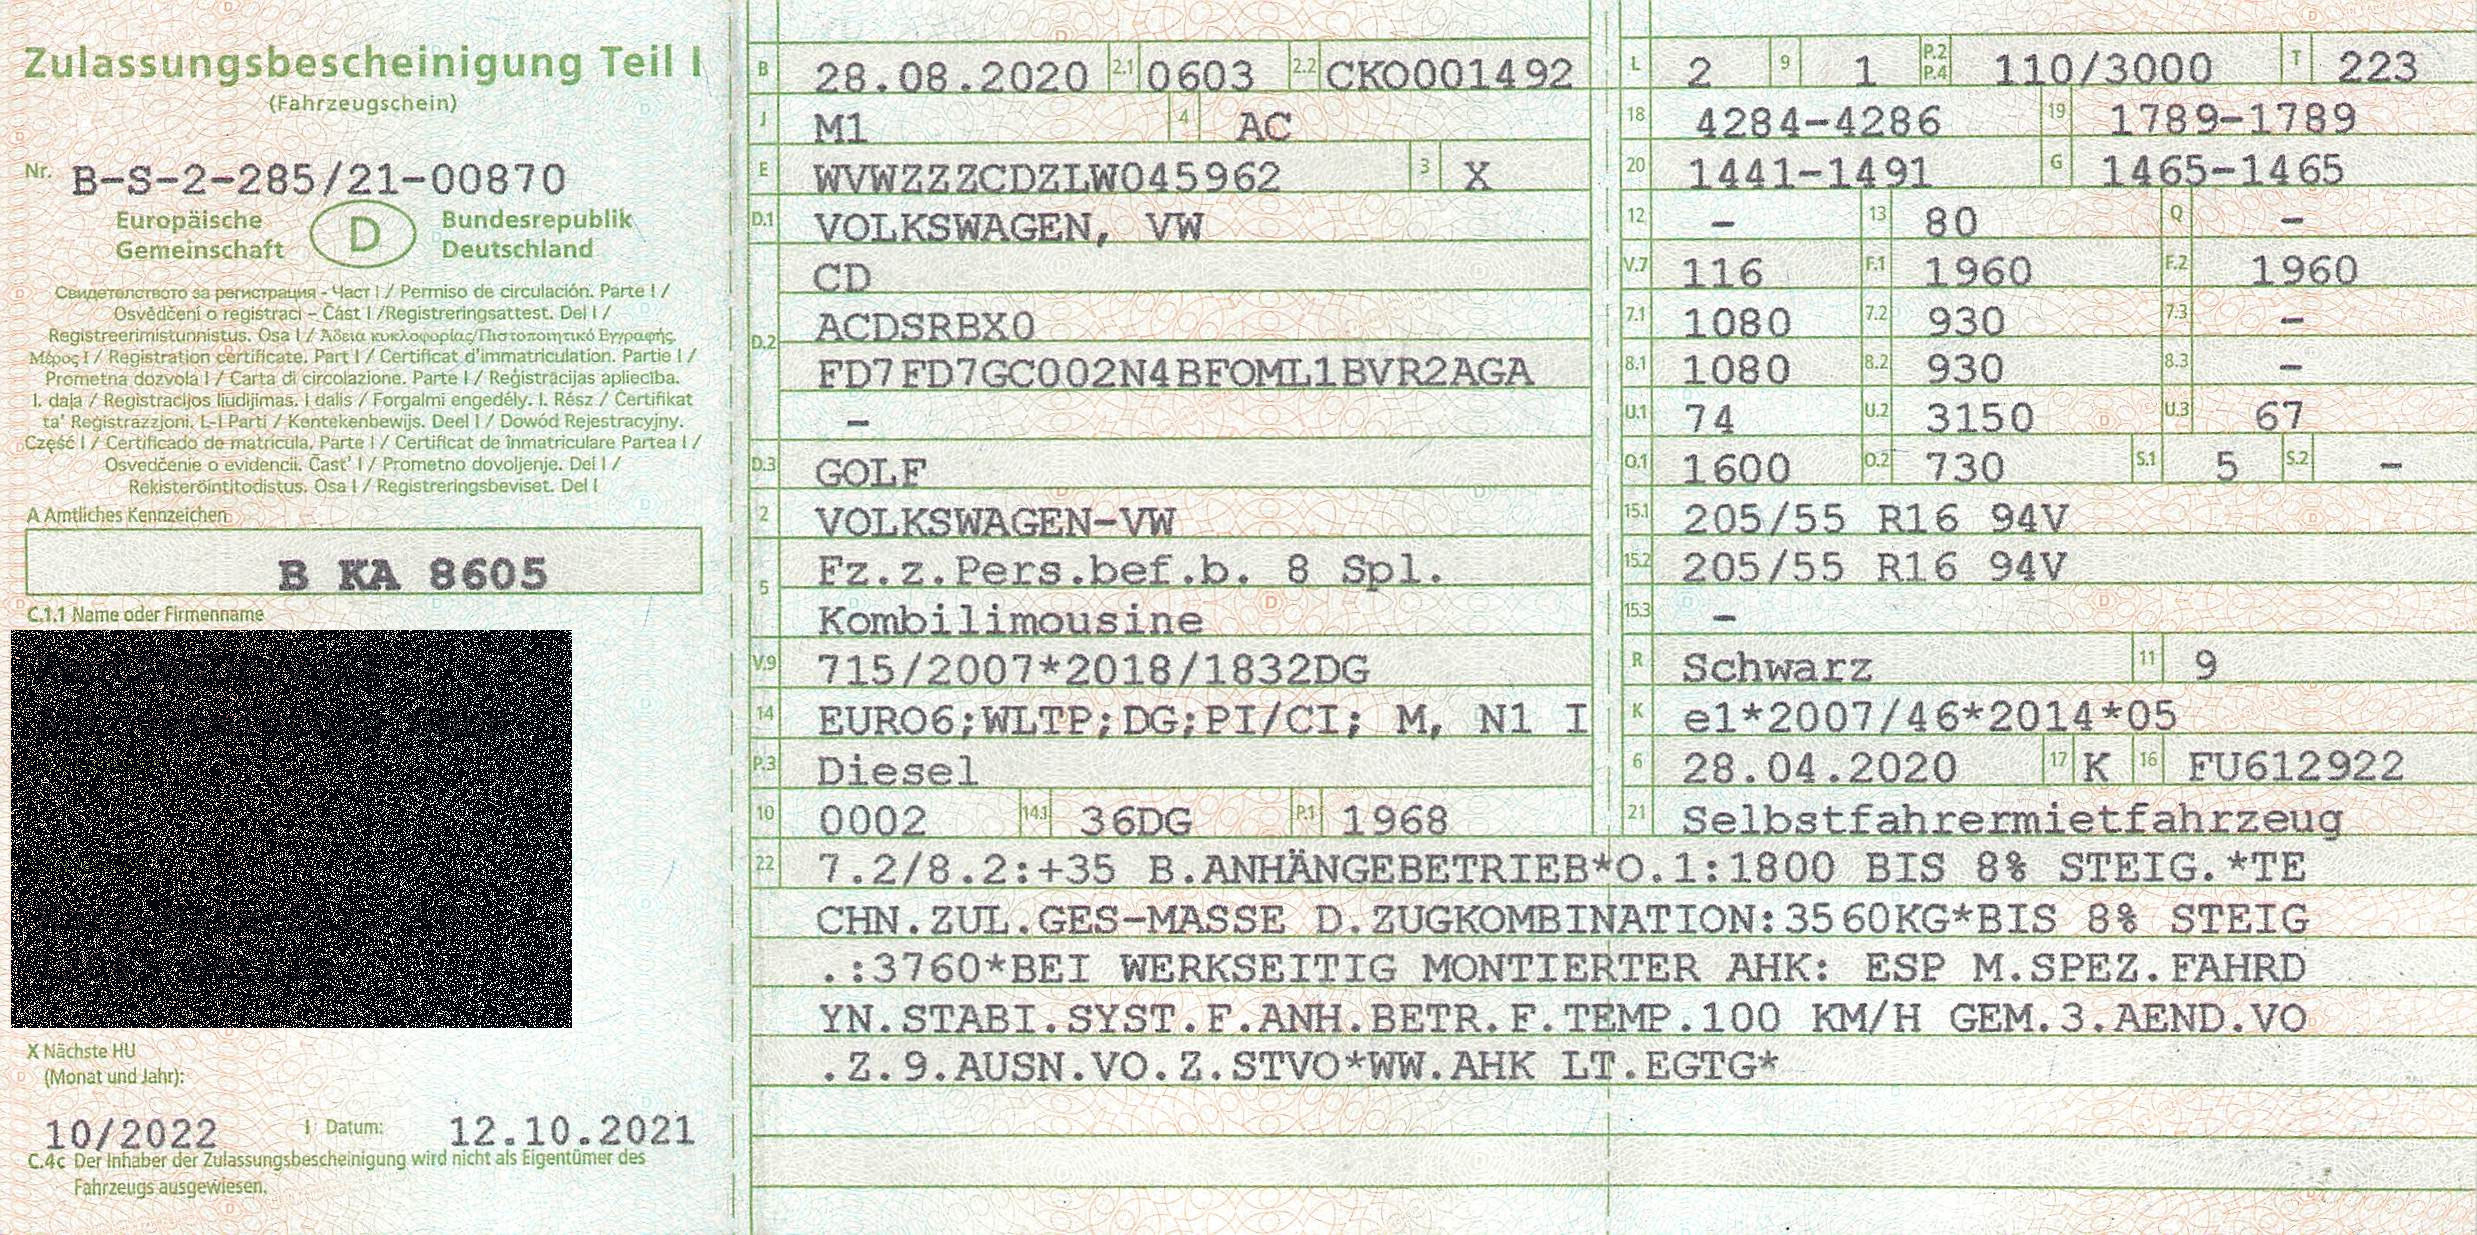 Zulassungsbescheinigung Teil I
(Fahrzeugschein)
Nr. B-S-2-285/21-00870
Europäische Gemeinschaft
D
Bundesrepublik Deutschland
Свидетелство за регистрация - Част I / Permiso de circulación. Parte I /
Osvědčení o registraci – Část I /Registreringsattest. Del I /
Registreerimistunnistus. Osa I / Άδεια κυκλοφορίας/Πιστοποιητικό Εγγραφής.
Μέρος I / Registration certificate. Part I / Certificat d'immatriculation. Partie I /
Prometna dozvola I / Carta di circolazione. Parte I / Reģistrācijas apliecība.
I. daļa / Registracijos liudijimas. I dalis / Forgalmi engedély. I. Rész / Ċertifikat
ta' Reġistrazzjoni. L-I Parti / Kentekenbewijs. Deel I / Dowód Rejestracyjny.
Część I / Certificado de matrícula. Parte I / Certificat de înmatriculare Partea I /
Osvedčenie o evidencii. Časť I / Prometno dovoljenje. Del I /
Rekisteröintitodistus. Osa I / Registreringsbeviset. Del I
A Amtliches Kennzeichen
B KA 8605
C.1.1 Name oder Firmenname
X Nächste HU
(Monat und Jahr):
10/2022 I Datum: 12.10.2021
C.4c Der Inhaber der Zulassungsbescheinigung wird nicht als Eigentümer des
Fahrzeugs ausgewiesen.
B 28.08.2020 2.1 0603 2.2 CKO001492
J M1 4 AC
E WVWZZZCDZLW045962 3 X
D.1 VOLKSWAGEN, VW
CD
D.2 ACDSRBX0
FD7FD7GC002N4BFOML1BVR2AGA
–
D.3 GOLF
2 VOLKSWAGEN-VW
5 Fz.z.Pers.bef.b. 8 Spl.
Kombilimousine
V.9 715/2007*2018/1832DG
14 EURO6;WLTP;DG;PI/CI; M, N1 I
P.3 Diesel
10 0002 14.1 36DG P.1 1968
L 2 9 1 P.2 P.4 110/3000 T 223
18 4284-4286 19 1789-1789
20 1441-1491 G 1465-1465
12 – 13 80 Q –
V.7 116 F.1 1960 F.2 1960
7.1 1080 7.2 930 7.3 –
8.1 1080 8.2 930 8.3 –
U.1 74 U.2 3150 U.3 67
O.1 1600 O.2 730 S.1 5 S.2 –
15.1 205/55 R16 94V
15.2 205/55 R16 94V
15.3 –
R Schwarz 11 9
K e1*2007/46*2014*05
6 28.04.2020 17 K 16 FU612922
21 Selbstfahrermietfahrzeug
22 7.2/8.2:+35 B.ANHÄNGEBETRIEB*O.1:1800 BIS 8% STEIG.*TE
CHN.ZUL.GES-MASSE D.ZUGKOMBINATION:3560KG*BIS 8% STEIG
.:3760*BEI WERKSEITIG MONTIERTER AHK: ESP M.SPEZ.FAHRD
YN.STABI.SYST.F.ANH.BETR.F.TEMP.100 KM/H GEM.3.AEND.VO
.Z.9.AUSN.VO.Z.STVO*WW.AHK LT.EGTG*